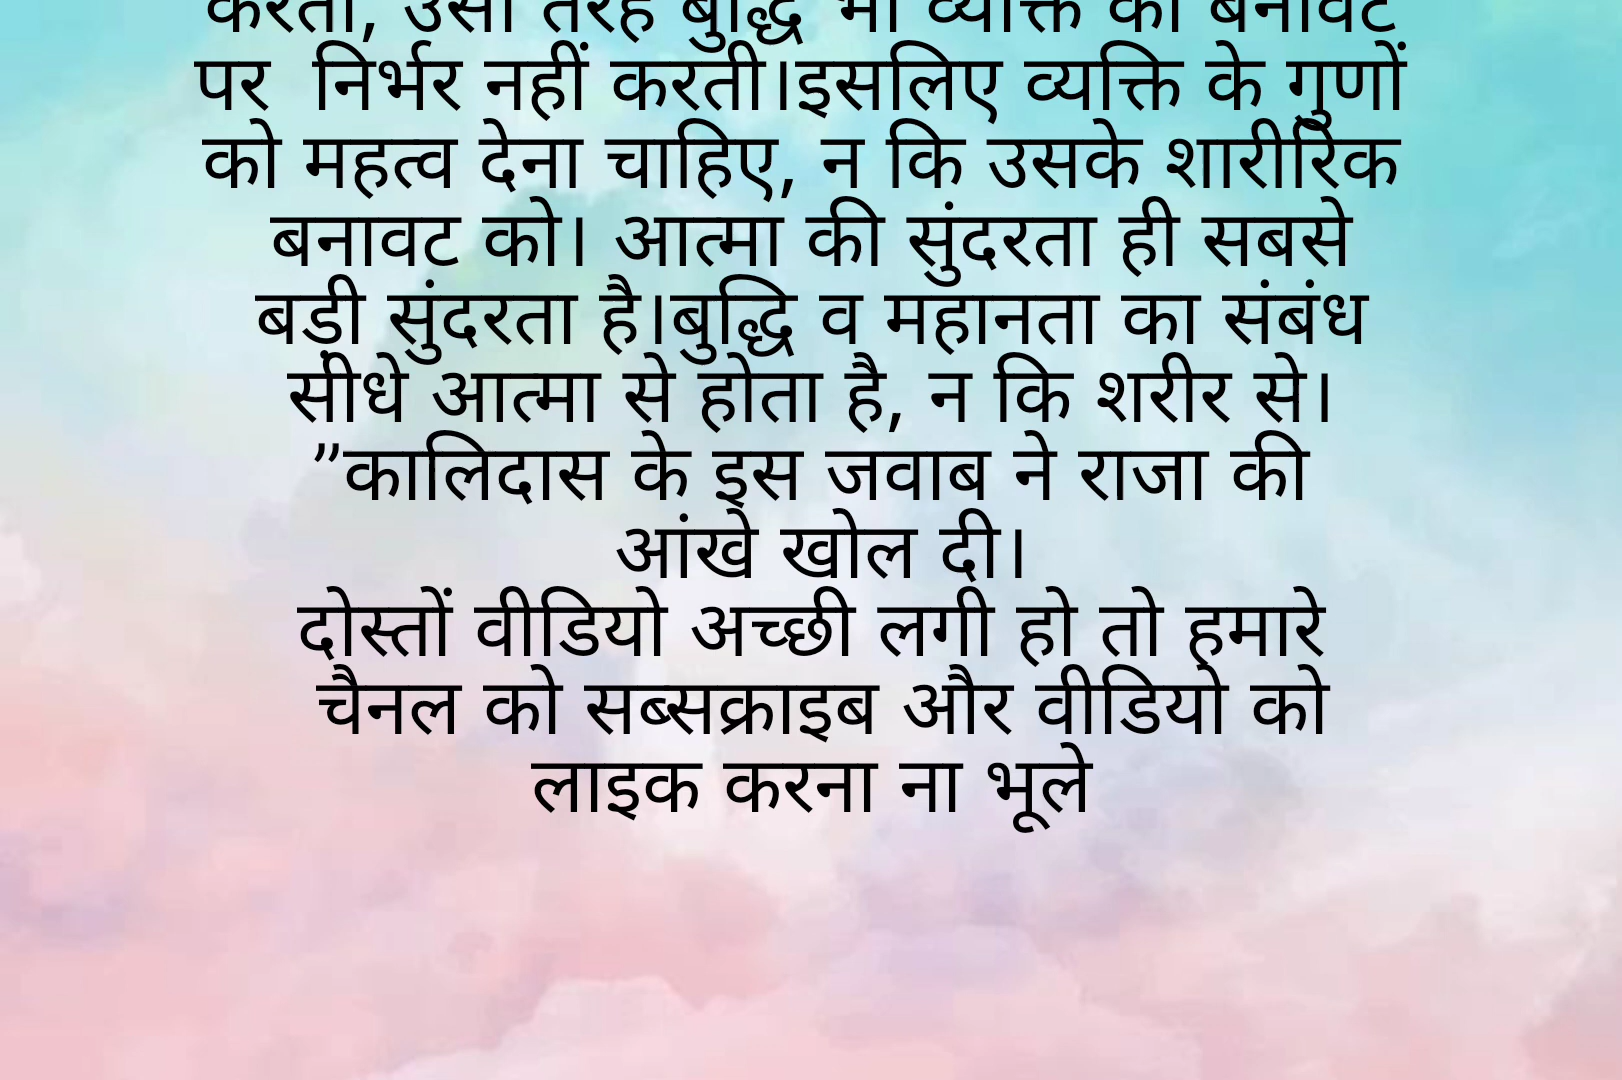 करता, उसी तरह बुद्धि भी व्यक्ति की बनावट
पर  निर्भर नहीं करती।इसलिए व्यक्ति के गुणों
को महत्व देना चाहिए, न कि उसके शारीरिक
बनावट को। आत्मा की सुंदरता ही सबसे
बड़ी सुंदरता है।बुद्धि व महानता का संबंध
सीधे आत्मा से होता है, न कि शरीर से।
”कालिदास के इस जवाब ने राजा की
आंखे खोल दी।
दोस्तों वीडियो अच्छी लगी हो तो हमारे
चैनल को सब्सक्राइब और वीडियो को
लाइक करना ना भूले